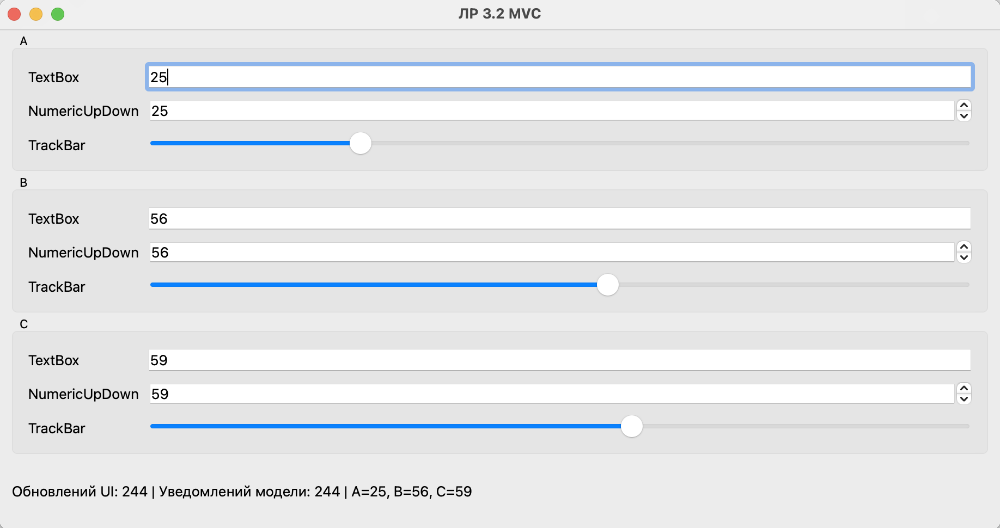 ЛР 3.2 MVC
A
TextBox 25
NumericUpDown 25
TrackBar
B
TextBox 56
NumericUpDown 56
TrackBar
C
TextBox 59
NumericUpDown 59
TrackBar
Обновлений UI: 244 | Уведомлений модели: 244 | A=25, B=56, C=59